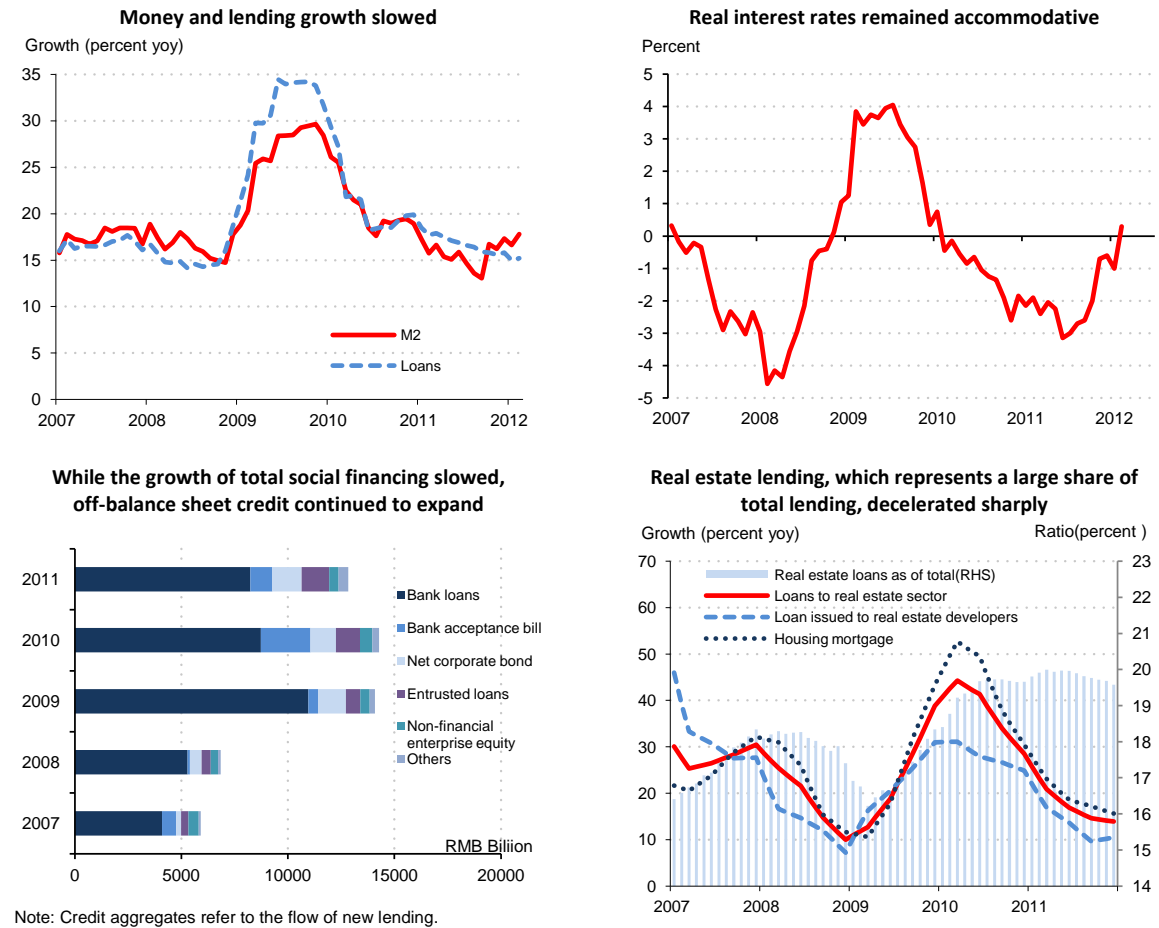 Money and lending growth slowed
Growth (percent yoy)
35
30
25
20
15
10
5
0
M2
Loans
2007 2008 2009 2010 2011 2012
Real interest rates remained accommodative
Percent
5
4
3
2
1
0
-1
-2
-3
-4
-5
2007 2008 2009 2010 2011 2012
While the growth of total social financing slowed,
off-balance sheet credit continued to expand
2011
2010
2009
2008
2007
Bank loans
Bank acceptance bill
Net corporate bond
Entrusted loans
Non-financial
enterprise equity
Others
RMB Biliion
0 5000 10000 15000 20000
Note: Credit aggregates refer to the flow of new lending.
Real estate lending, which represents a large share of
total lending, decelerated sharply
Growth (percent yoy) Ratio(percent )
70
60
50
40
30
20
10
0
Real estate loans as of total(RHS)
Loans to real estate sector
Loan issued to real estate developers
Housing mortgage
23
22
21
20
19
18
17
16
15
14
2007 2008 2009 2010 2011